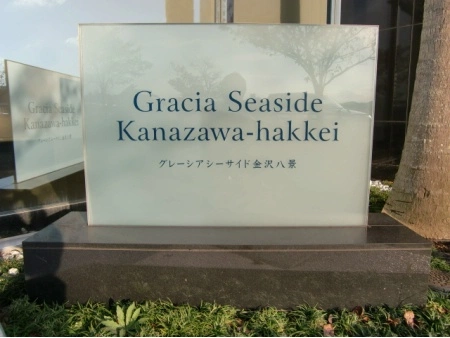 Gracia Seaside
Kanazawa-hakkei
グレーシアシーサイド金沢八景